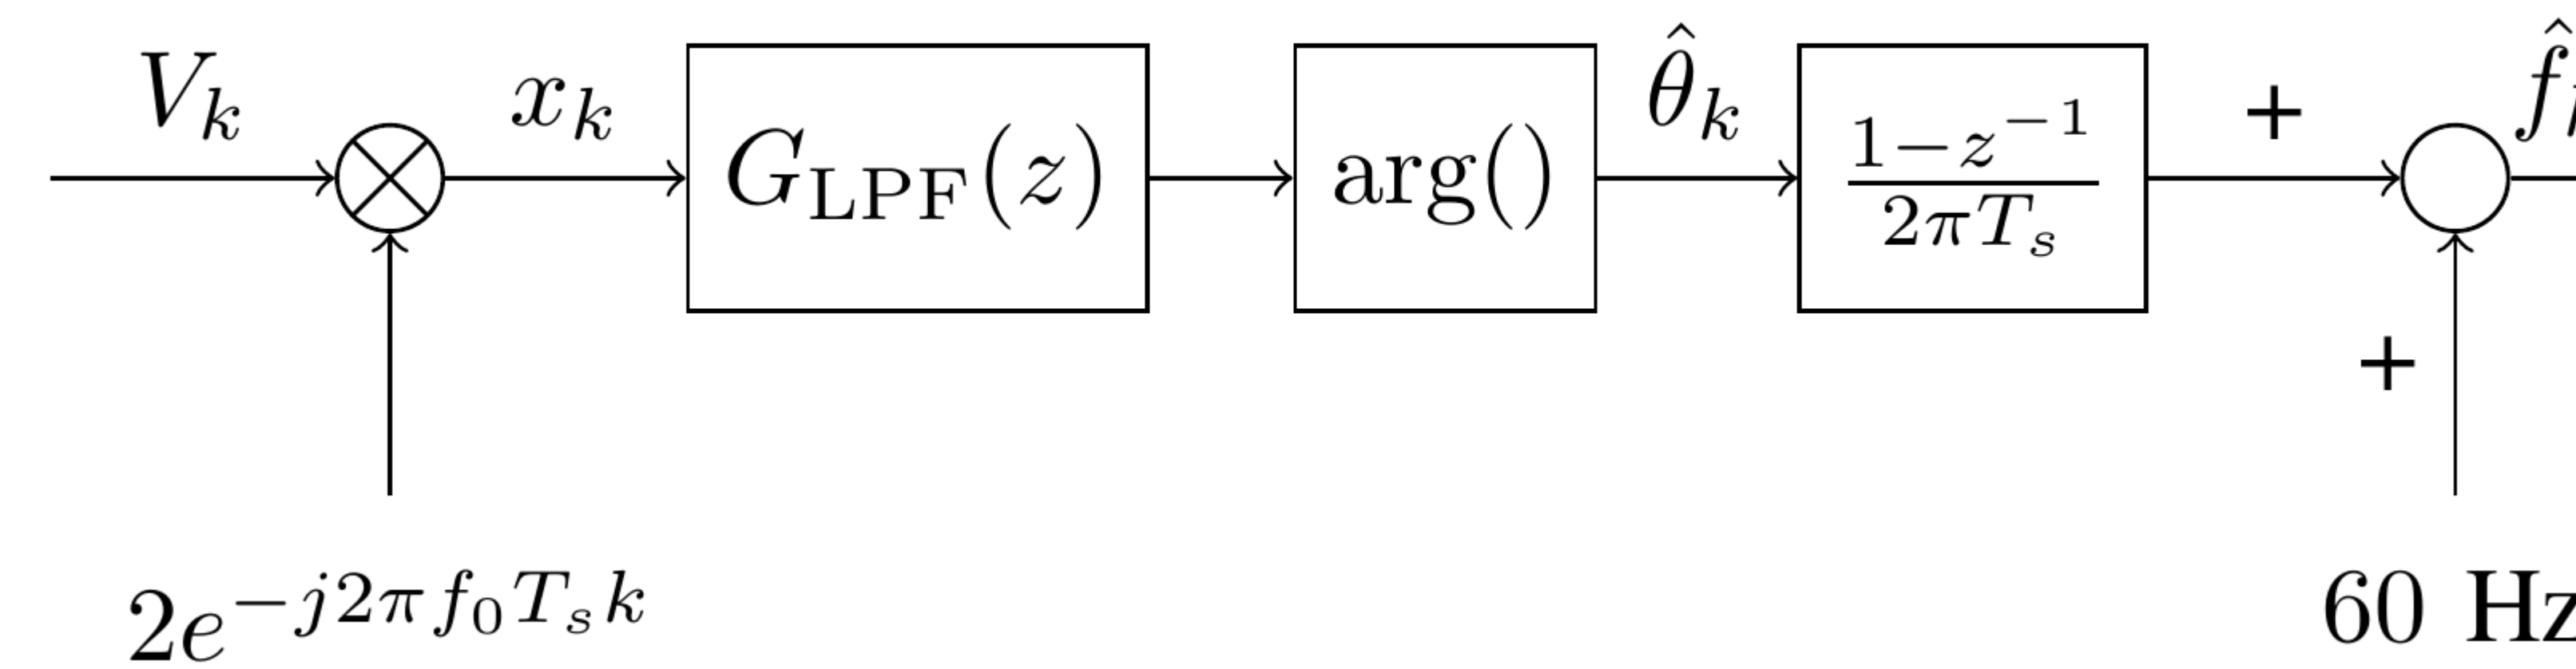 V_k
x_k
G_LPF(z)
arg()
θ̂_k
1−z^−1
2πT_s
+
f̂
+
2e^−j2πf_0T_sk
60 Hz